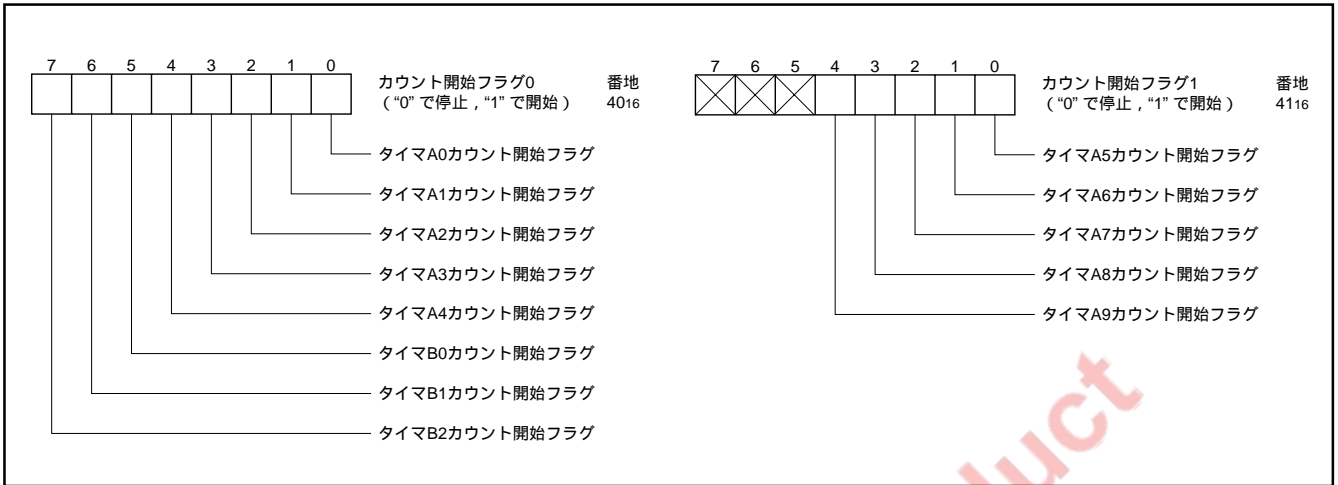 7 6 5 4 3 2 1 0
カウント開始フラグ0 番地
（“0” で停止 , “1” で開始 ） 4016
タイマA0カウント開始フラグ
タイマA1カウント開始フラグ
タイマA2カウント開始フラグ
タイマA3カウント開始フラグ
タイマA4カウント開始フラグ
タイマB0カウント開始フラグ
タイマB1カウント開始フラグ
タイマB2カウント開始フラグ
7 6 5 4 3 2 1 0
カウント開始フラグ1 番地
（“0” で停止 , “1” で開始 ） 4116
タイマA5カウント開始フラグ
タイマA6カウント開始フラグ
タイマA7カウント開始フラグ
タイマA8カウント開始フラグ
タイマA9カウント開始フラグ
duct